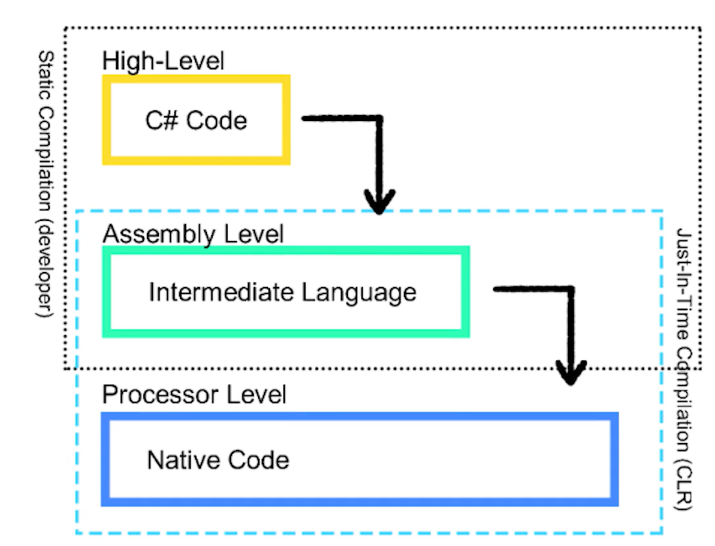 High-Level
C# Code
Static Compilation (developer)
Assembly Level
Intermediate Language
Just-In-Time Compilation (CLR)
Processor Level
Native Code